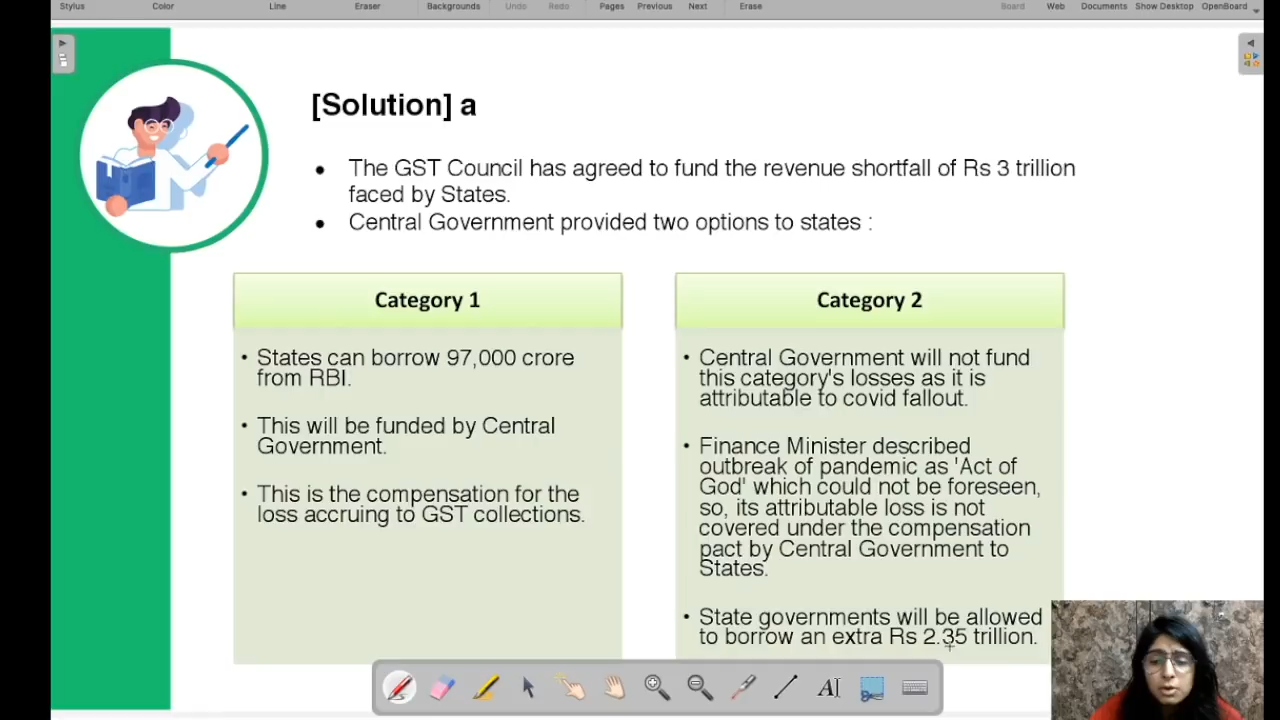 Stylus Color Line Eraser Backgrounds Undo Redo Pages Previous Next Erase Board Web Documents Show Desktop OpenBoard
[Solution] a
• The GST Council has agreed to fund the revenue shortfall of Rs 3 trillion
faced by States.
• Central Government provided two options to states :
Category 1
• States can borrow 97,000 crore
from RBI.
• This will be funded by Central
Government.
• This is the compensation for the
loss accruing to GST collections.
Category 2
• Central Government will not fund
this category's losses as it is
attributable to covid fallout.
• Finance Minister described
outbreak of pandemic as 'Act of
God' which could not be foreseen,
so, its attributable loss is not
covered under the compensation
pact by Central Government to
States.
• State governments will be allowed
to borrow an extra Rs 2.35 trillion.